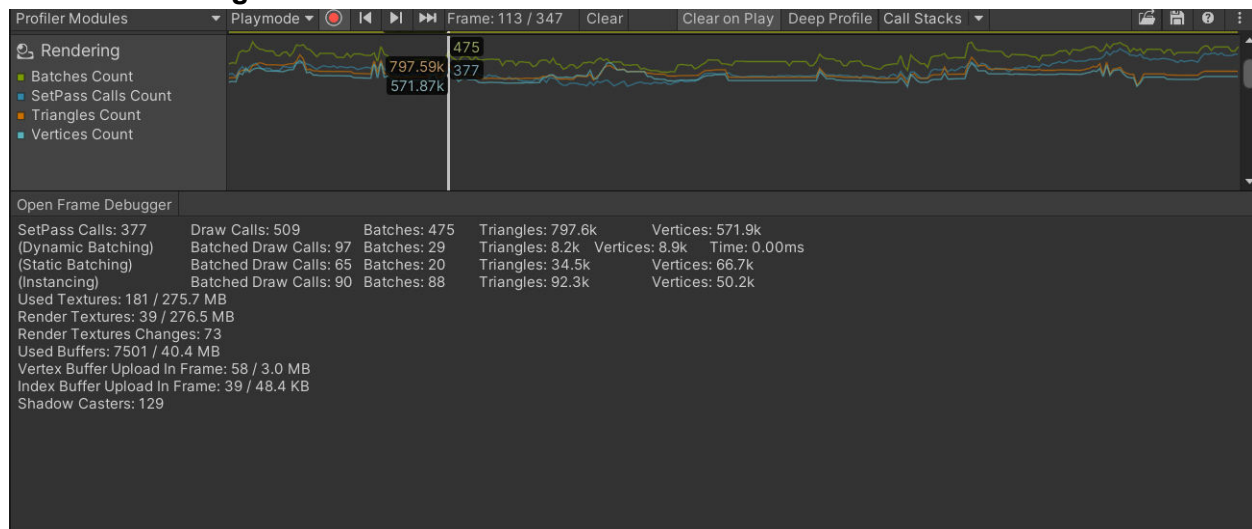 Profiler Modules Playmode Frame: 113 / 347 Clear Clear on Play Deep Profile Call Stacks
Rendering
Batches Count
SetPass Calls Count
Triangles Count
Vertices Count
475
797.59k 377
571.87k
Open Frame Debugger
SetPass Calls: 377 Draw Calls: 509 Batches: 475 Triangles: 797.6k Vertices: 571.9k
(Dynamic Batching) Batched Draw Calls: 97 Batches: 29 Triangles: 8.2k Vertices: 8.9k Time: 0.00ms
(Static Batching) Batched Draw Calls: 65 Batches: 20 Triangles: 34.5k Vertices: 66.7k
(Instancing) Batched Draw Calls: 90 Batches: 88 Triangles: 92.3k Vertices: 50.2k
Used Textures: 181 / 275.7 MB
Render Textures: 39 / 276.5 MB
Render Textures Changes: 73
Used Buffers: 7501 / 40.4 MB
Vertex Buffer Upload In Frame: 58 / 3.0 MB
Index Buffer Upload In Frame: 39 / 48.4 KB
Shadow Casters: 129